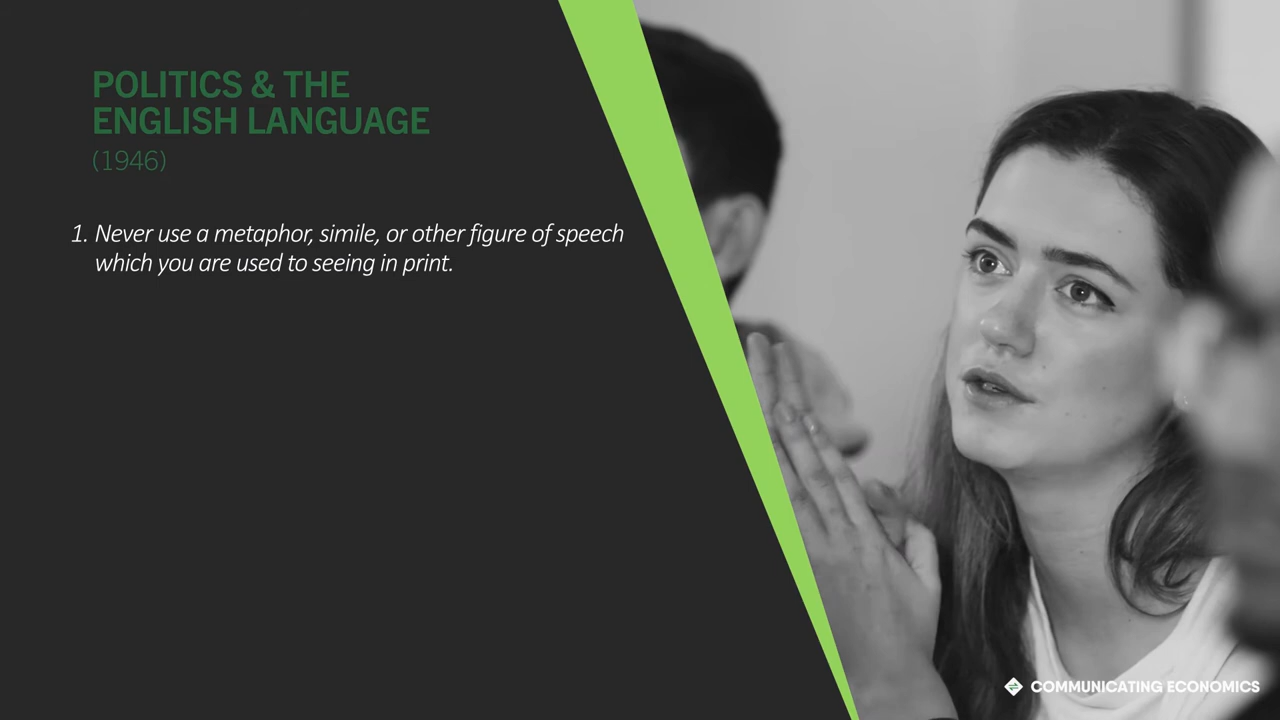 POLITICS & THE
ENGLISH LANGUAGE
(1946)
1. Never use a metaphor, simile, or other figure of speech
which you are used to seeing in print.
COMMUNICATING ECONOMICS